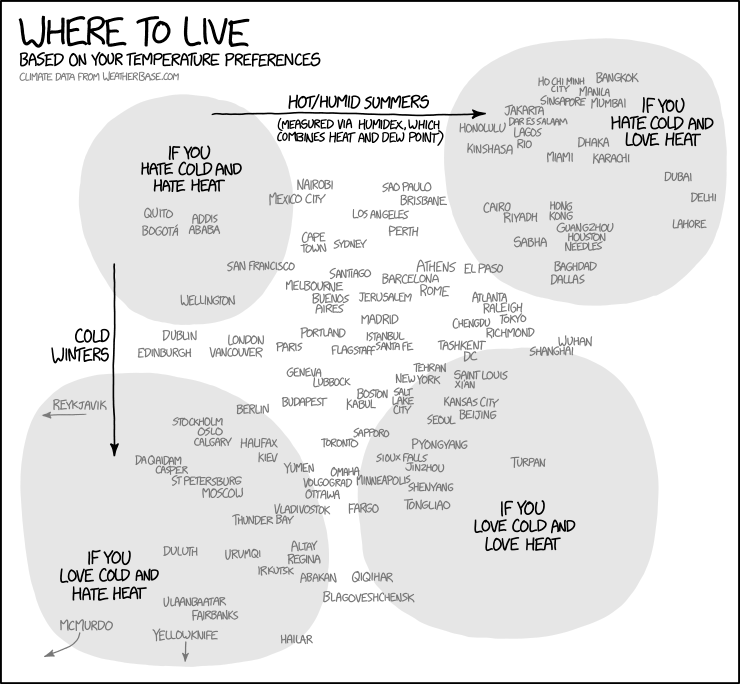 WHERE TO LIVE
BASED ON YOUR TEMPERATURE PREFERENCES
CLIMATE DATA FROM WEATHERBASE.COM
HOT/HUMID SUMMERS
(MEASURED VIA HUMIDEX, WHICH
COMBINES HEAT AND DEW POINT)
COLD
WINTERS
IF YOU
HATE COLD AND
HATE HEAT
QUITO
ADDIS
ABABA
BOGOTÁ
IF YOU
HATE COLD AND
LOVE HEAT
HO CHI MINH
CITY
BANGKOK
MANILA
SINGAPORE
MUMBAI
JAKARTA
DAR ES SALAAM
HONOLULU
LAGOS
RIO
KINSHASA
DHAKA
MIAMI
KARACHI
DUBAI
DELHI
LAHORE
CAIRO
RIYADH
HONG
KONG
GUANGZHOU
HOUSTON
NEEDLES
SABHA
BAGHDAD
DALLAS
NAIROBI
MEXICO CITY
SAO PAULO
BRISBANE
LOS ANGELES
PERTH
CAPE
TOWN
SYDNEY
SAN FRANCISCO
SANTIAGO
ATHENS
EL PASO
MELBOURNE
BARCELONA
WELLINGTON
BUENOS
AIRES
JERUSALEM
ROME
ATLANTA
RALEIGH
MADRID
CHENGDU
TOKYO
RICHMOND
DUBLIN
LONDON
PORTLAND
ISTANBUL
EDINBURGH
VANCOUVER
PARIS
FLAGSTAFF
SANTA FE
TASHKENT
DC
WUHAN
SHANGHAI
GENEVA
LUBBOCK
TEHRAN
NEW YORK
SAINT LOUIS
XI'AN
BERLIN
BUDAPEST
BOSTON
KABUL
SALT
LAKE
CITY
KANSAS CITY
SEOUL
BEIJING
REYKJAVIK
STOCKHOLM
OSLO
CALGARY
HALIFAX
TORONTO
SAPPORO
PYONGYANG
DAQAIDAM
CASPER
KIEV
SIOUX FALLS
JINZHOU
TURPAN
ST PETERSBURG
MOSCOW
YUMEN
OMAHA
VOLGOGRAD
MINNEAPOLIS
OTTAWA
SHENYANG
VLADIVOSTOK
FARGO
TONGLIAO
THUNDER BAY
IF YOU
LOVE COLD AND
LOVE HEAT
IF YOU
LOVE COLD AND
HATE HEAT
DULUTH
URUMQI
ALTAY
REGINA
IRKUTSK
ABAKAN
QIQIHAR
ULAANBAATAR
FAIRBANKS
BLAGOVESHCHENSK
MCMURDO
YELLOWKNIFE
HAILAR